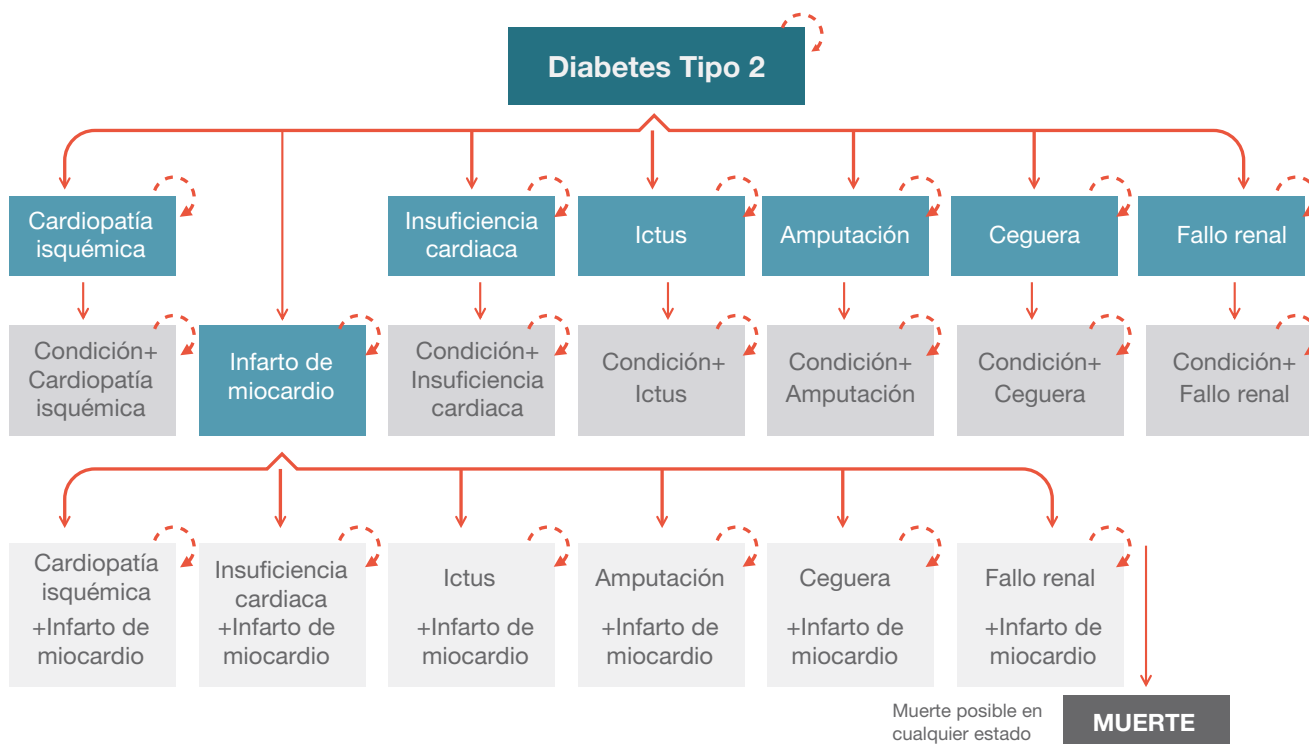 Diabetes Tipo 2
Cardiopatía
isquémica
Insuficiencia
cardiaca
Ictus
Amputación
Ceguera
Fallo renal
Condición+
Cardiopatía
isquémica
Infarto de
miocardio
Condición+
Insuficiencia
cardiaca
Condición+
Ictus
Condición+
Amputación
Condición+
Ceguera
Condición+
Fallo renal
Cardiopatía
isquémica
+Infarto de
miocardio
Insuficiencia
cardiaca
+Infarto de
miocardio
Ictus
+Infarto de
miocardio
Amputación
+Infarto de
miocardio
Ceguera
+Infarto de
miocardio
Fallo renal
+Infarto de
miocardio
Muerte posible en
cualquier estado
MUERTE